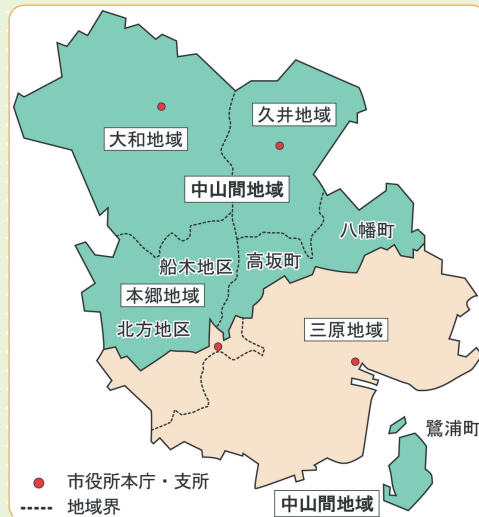 久井地域
大和地域
中山間地域
八幡町
船木地区
高坂町
本郷地域
北方地区
三原地域
鷺浦町
市役所本庁・支所
地域界
中山間地域